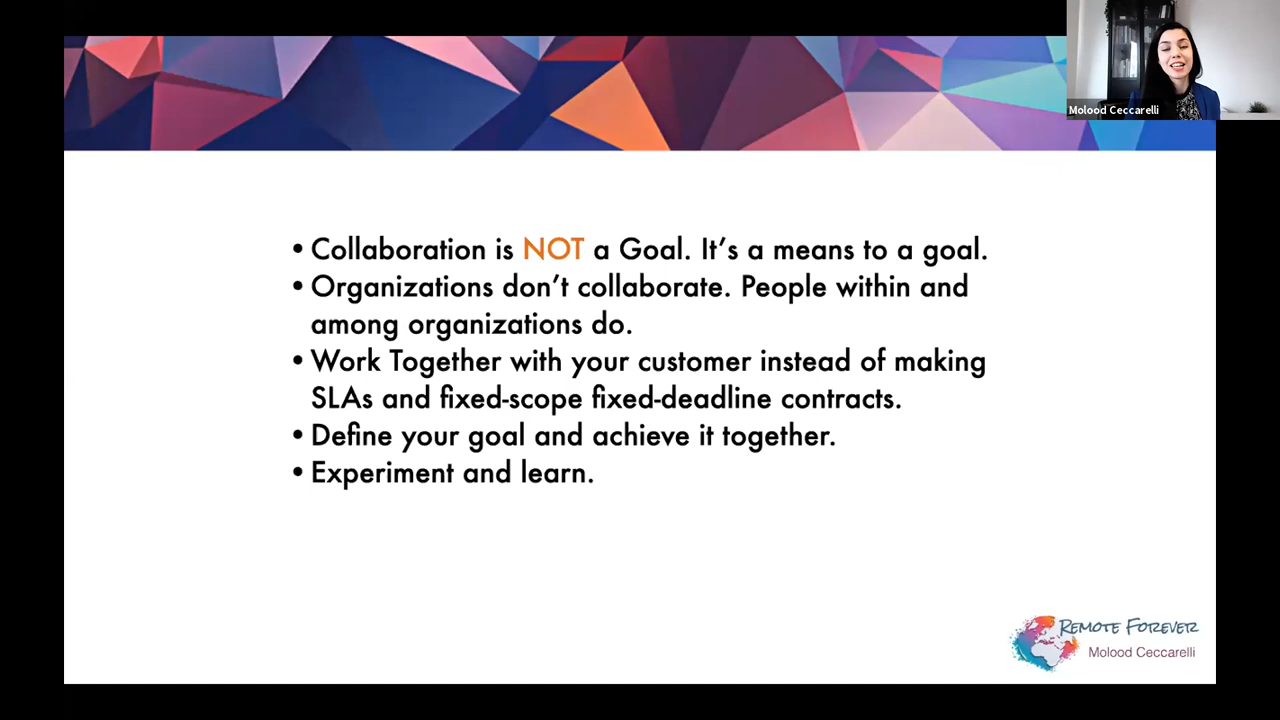 Molood Ceccarelli
• Collaboration is NOT a Goal. It’s a means to a goal.
• Organizations don’t collaborate. People within and
among organizations do.
• Work Together with your customer instead of making
SLAs and fixed-scope fixed-deadline contracts.
• Define your goal and achieve it together.
• Experiment and learn.
REMOTE FOREVER
Molood Ceccarelli